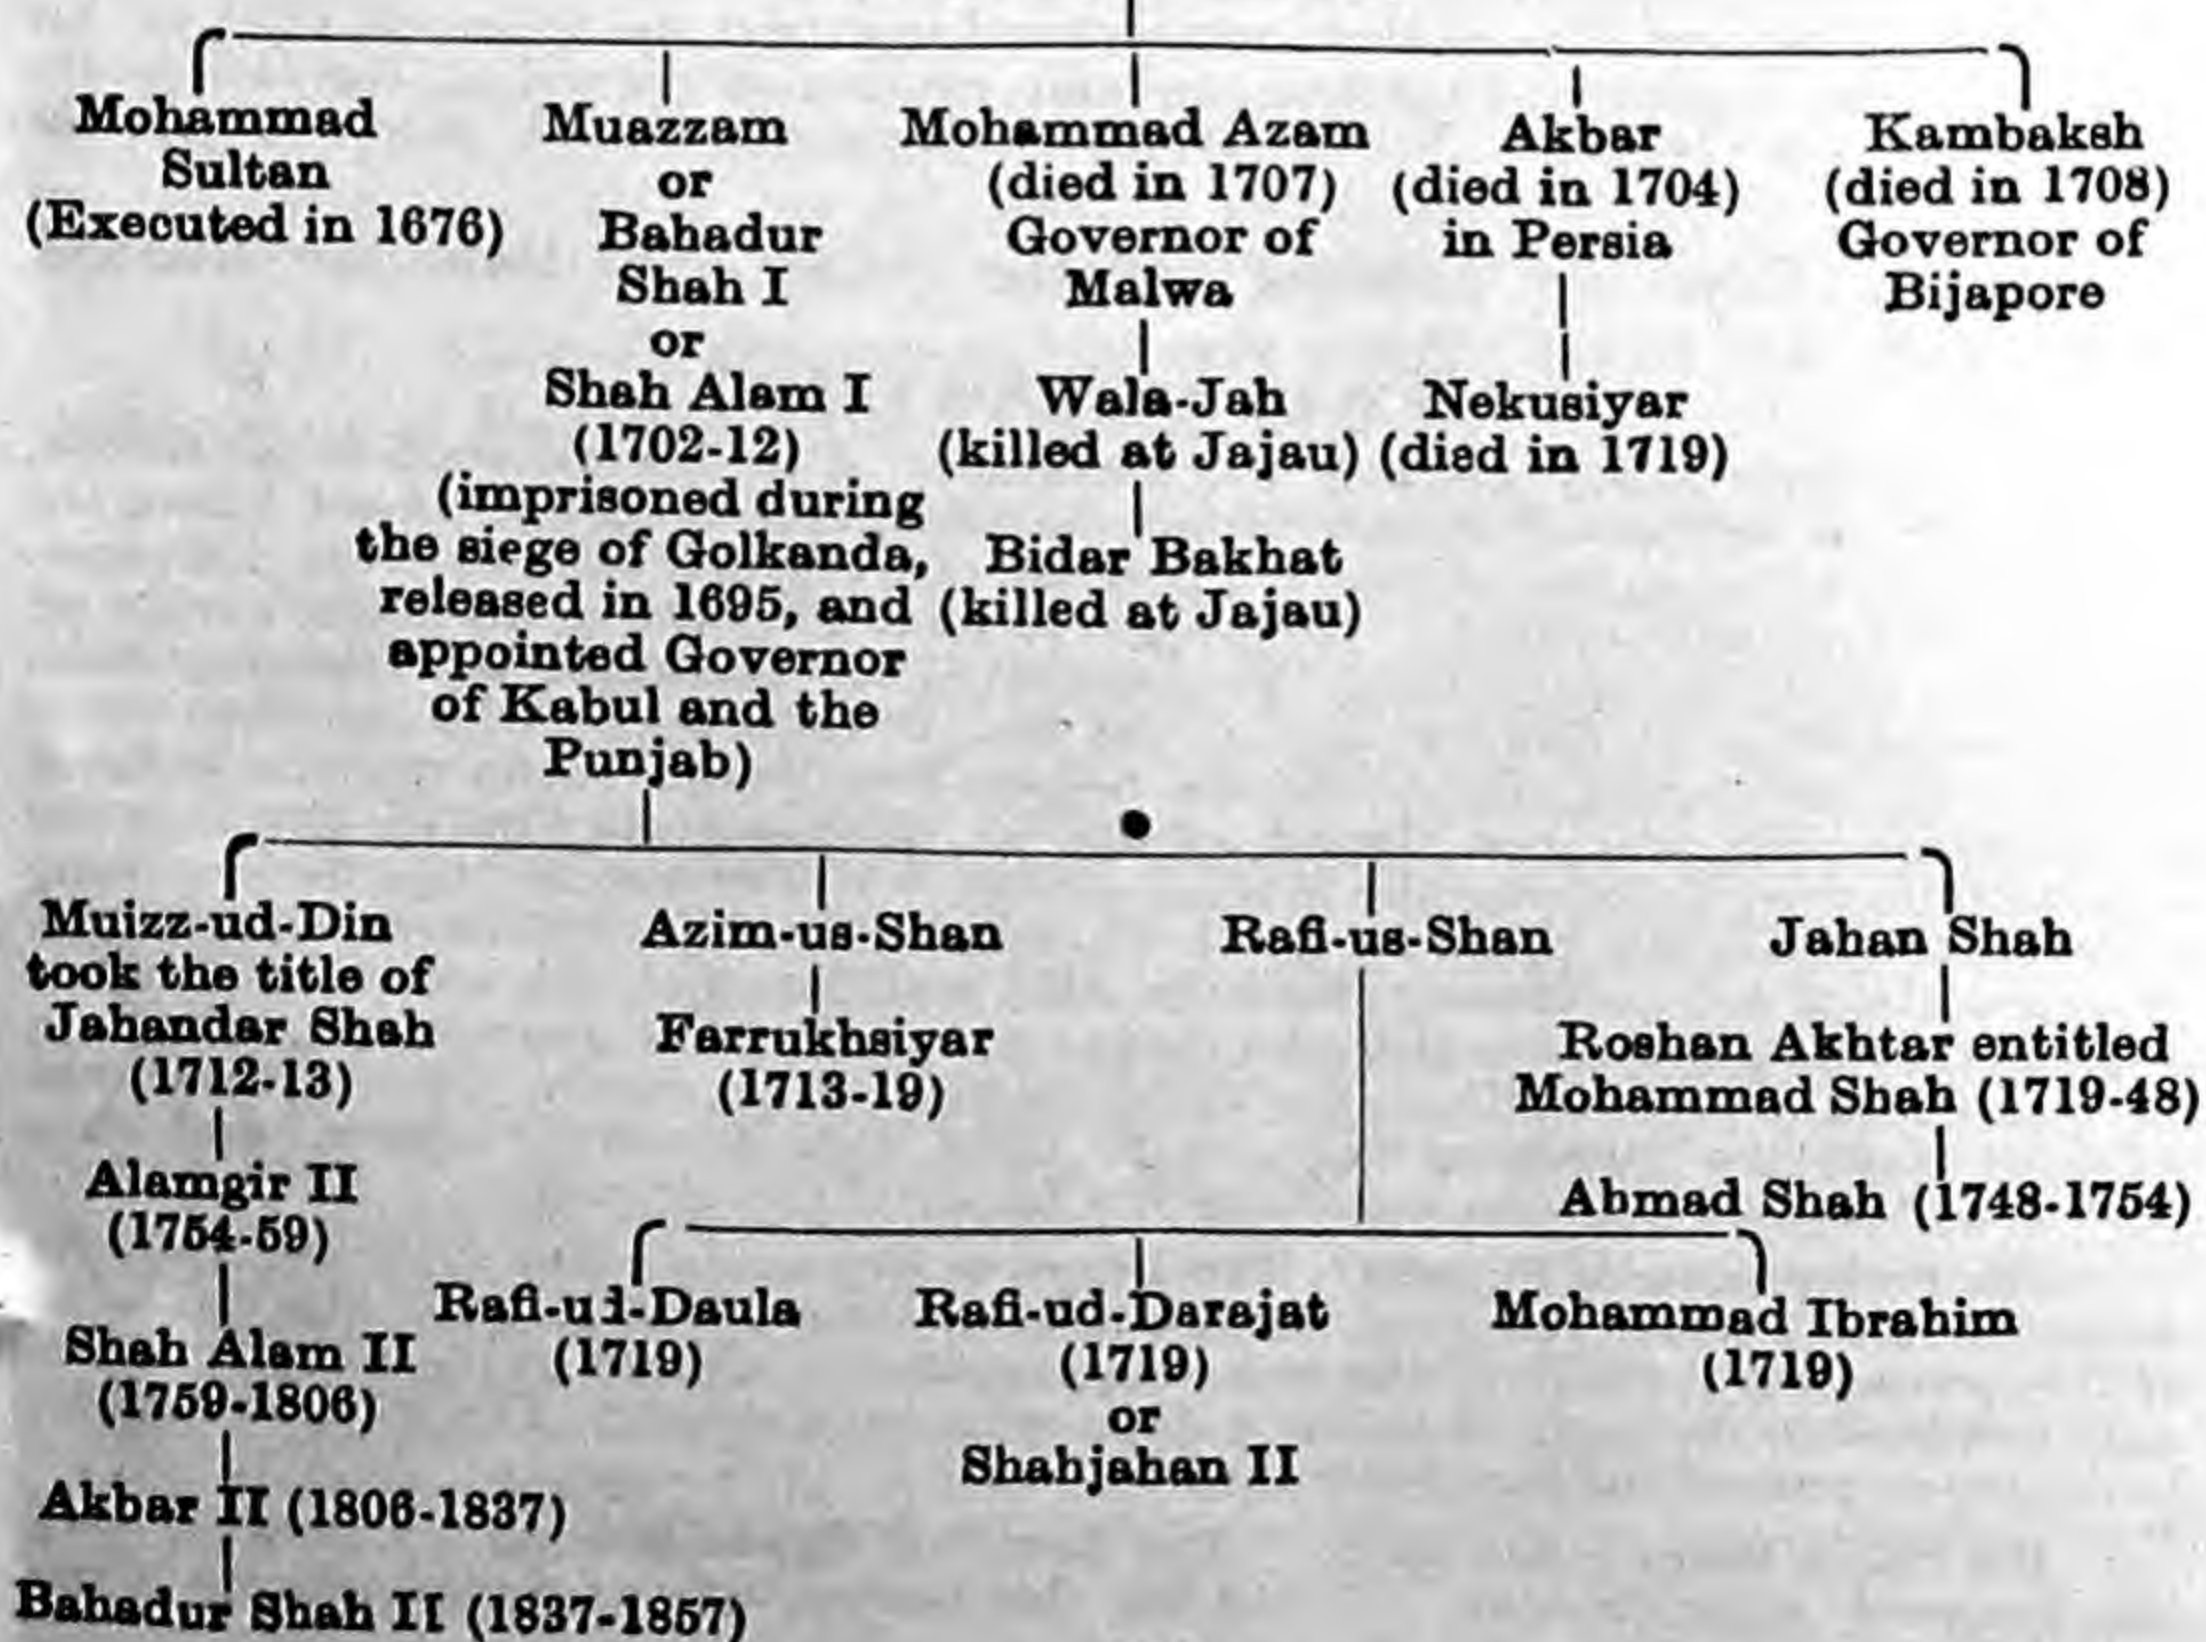 Mohammad
Sultan
(Executed in 1676)
Muazzam
or
Bahadur
Shah I
or
Shah Alam I
(1702-12)
(imprisoned during
the siege of Golkanda,
released in 1695, and
appointed Governor
of Kabul and the
Punjab)
Mohammad Azam
(died in 1707)
Governor of
Malwa
Wala-Jah
(killed at Jajau)
Bidar Bakhat
(killed at Jajau)
Akbar
(died in 1704)
in Persia
Nekusiyar
(died in 1719)
Kambaksh
(died in 1708)
Governor of
Bijapore
Muizz-ud-Din
took the title of
Jahandar Shah
(1712-13)
Alamgir II
(1754-59)
Shah Alam II
(1759-1806)
Akbar II (1806-1837)
Bahadur Shah II (1837-1857)
Azim-us-Shan
Farrukhsiyar
(1713-19)
Rafi-us-Shan
Rafi-ud-Daula
(1719)
Rafi-ud-Darajat
(1719)
or
Shahjahan II
Mohammad Ibrahim
(1719)
Jahan Shah
Roshan Akhtar entitled
Mohammad Shah (1719-48)
Ahmad Shah (1748-1754)